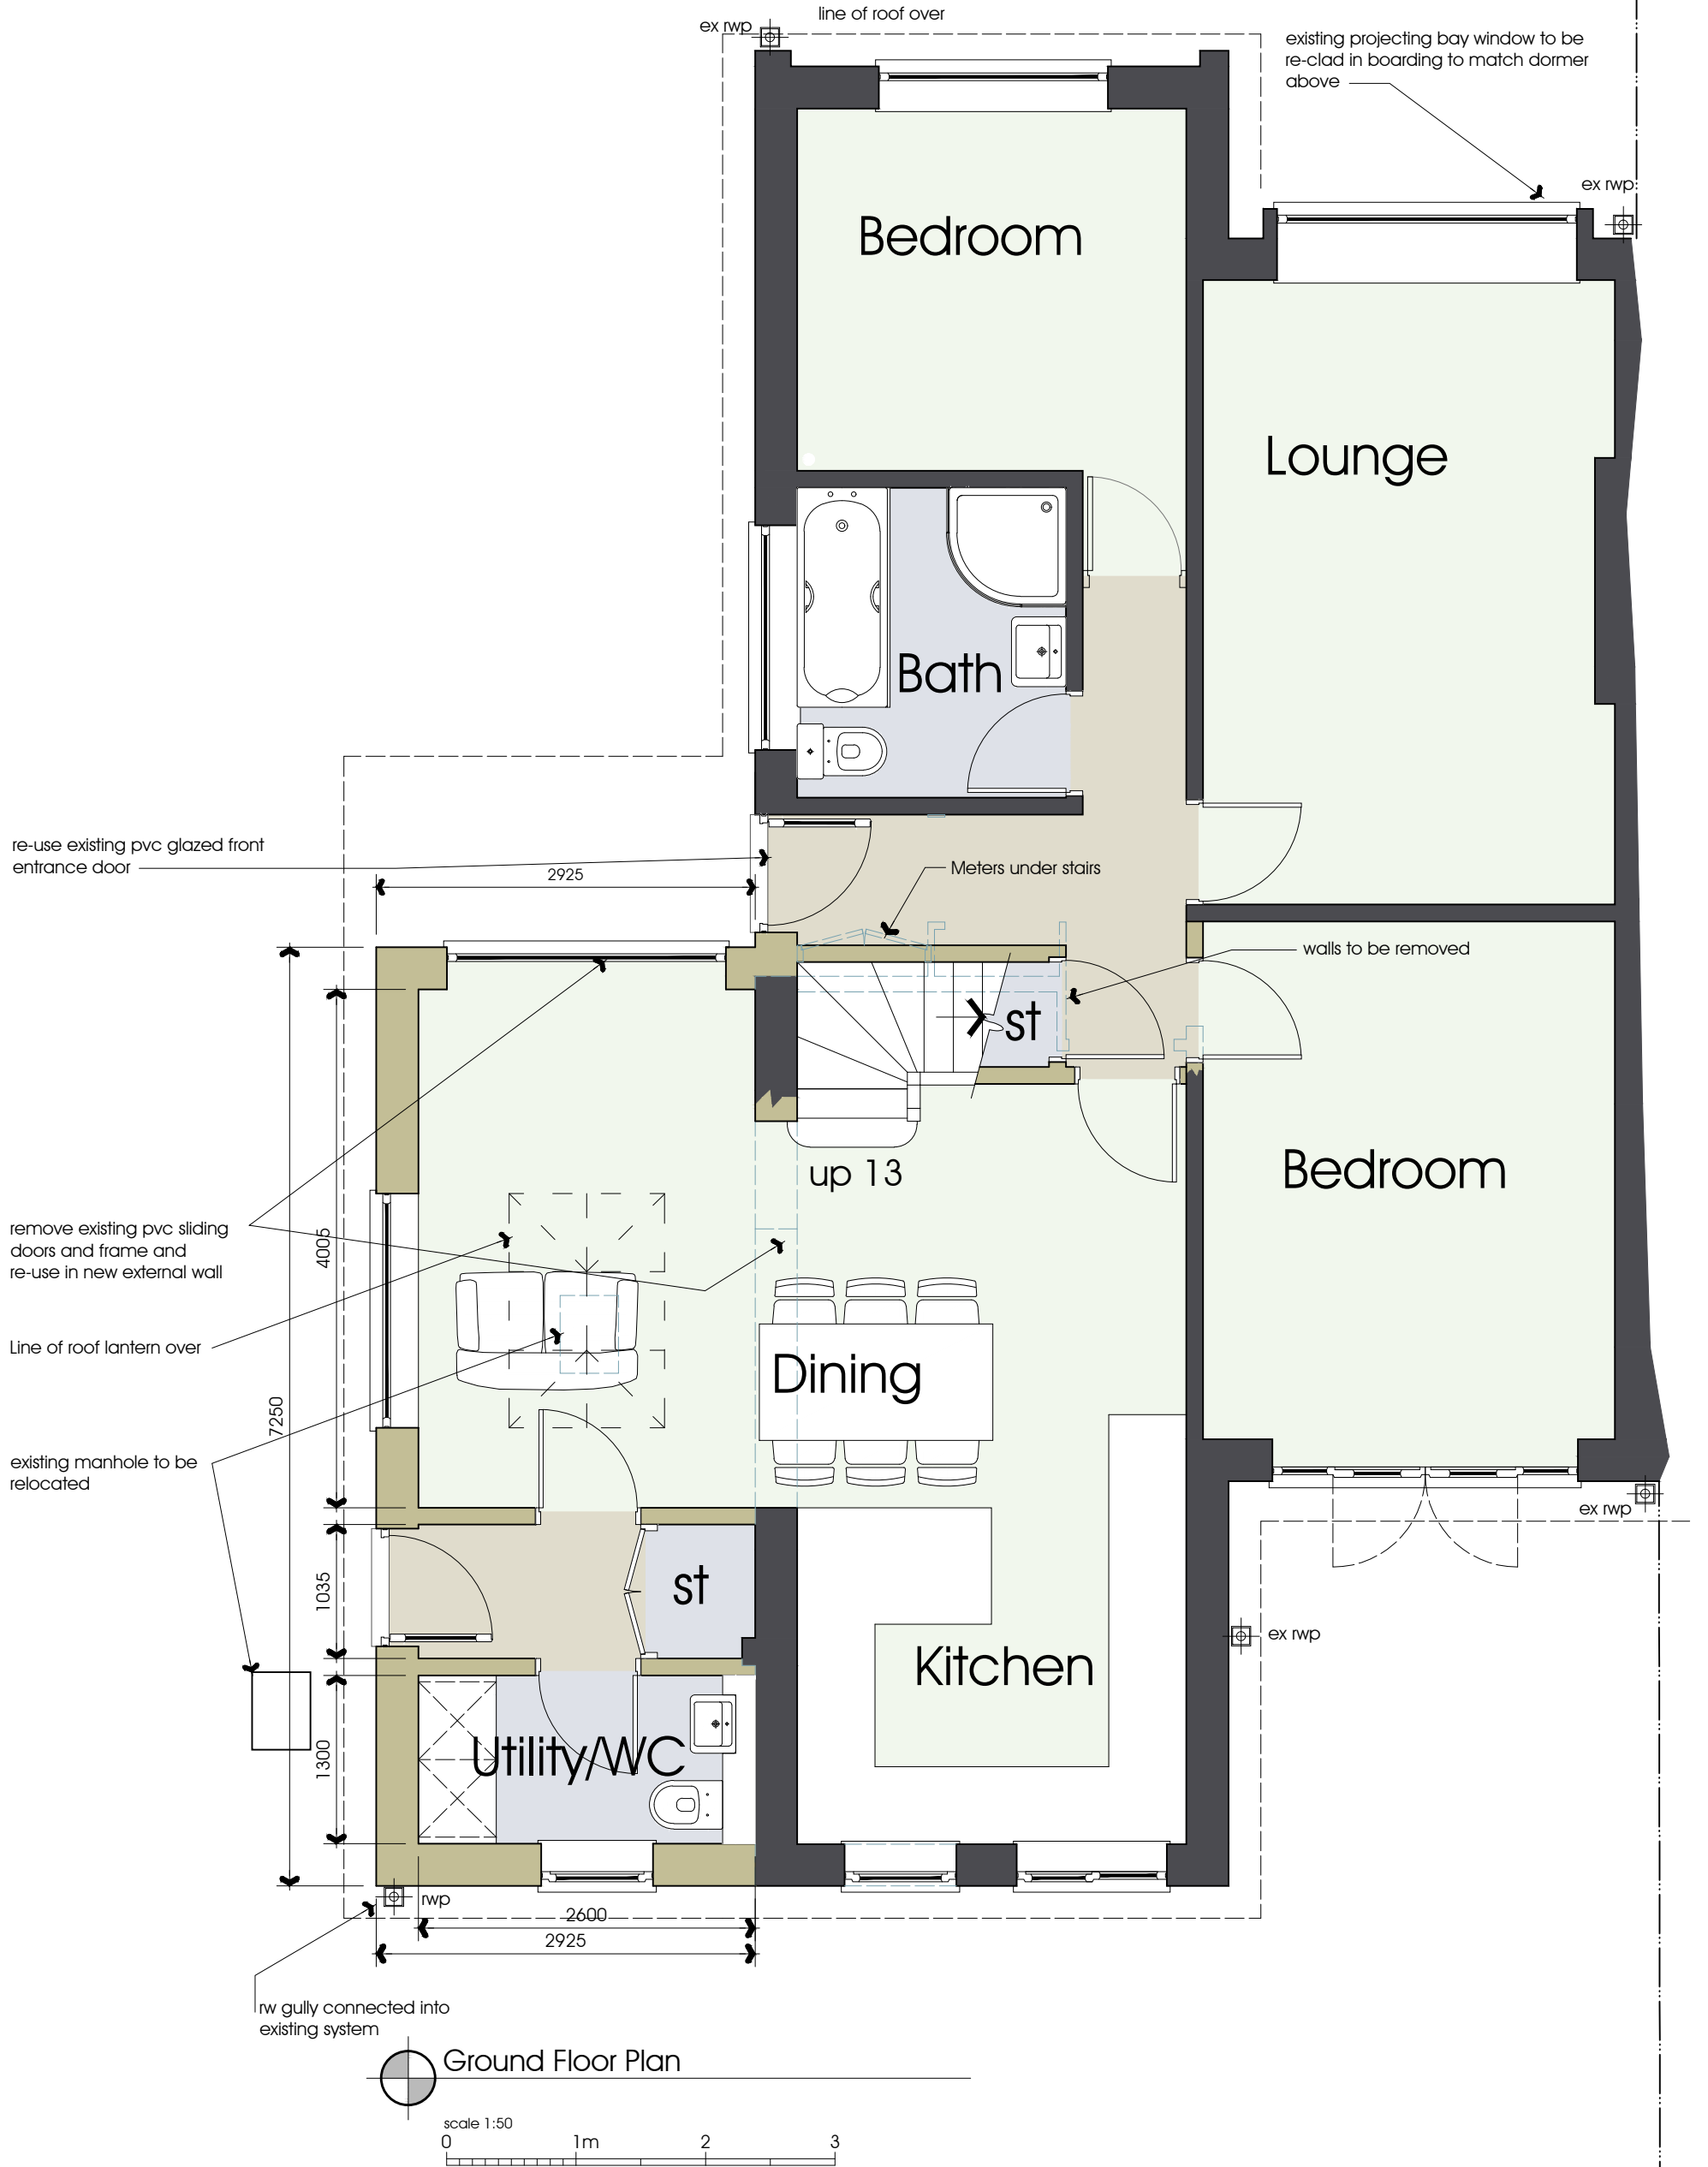 line of roof over
ex rwp
existing projecting bay window to be
re-clad in boarding to match dormer
above
ex rwp
Bedroom
Lounge
Bath
re-use existing pvc glazed front
entrance door
2925
Meters under stairs
walls to be removed
st
up 13
Bedroom
remove existing pvc sliding
doors and frame and
re-use in new external wall
4005
Line of roof lantern over
Dining
7250
existing manhole to be
relocated
ex rwp
1035
st
ex rwp
Kitchen
1300
Utility/WC
rwp
2600
2925
rw gully connected into
existing system
Ground Floor Plan
scale 1:50
0 1m 2 3